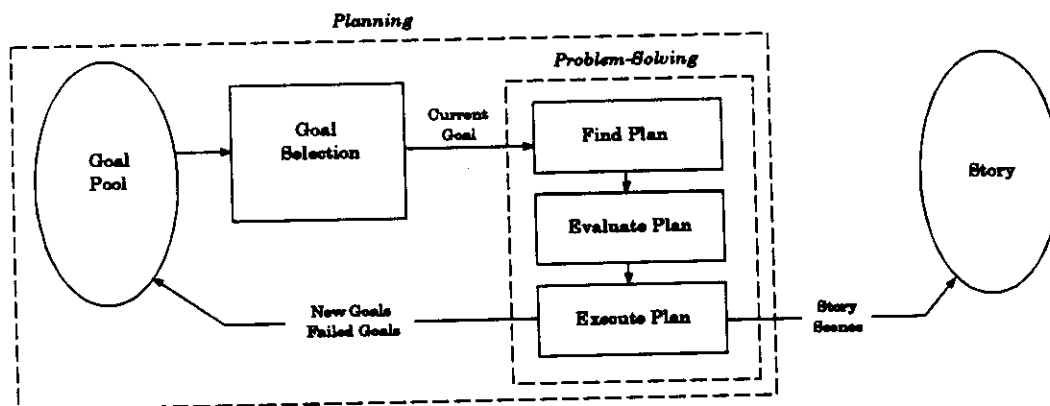 Planning
Problem-Solving
Goal
Pool
Goal
Selection
Current
Goal
Find Plan
Evaluate Plan
Execute Plan
New Goals
Failed Goals
Story
Scenes
Story